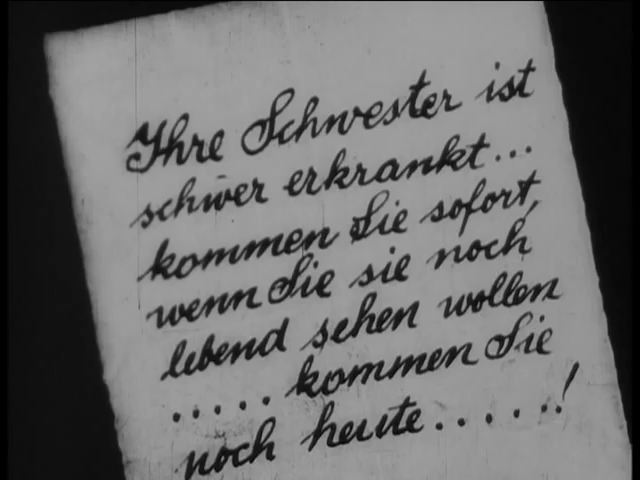 Ihre Schwester ist
schwer erkrankt...
kommen Sie sofort,
wenn Sie sie noch
lebend sehen wollen
..... kommen Sie
noch heute.....!